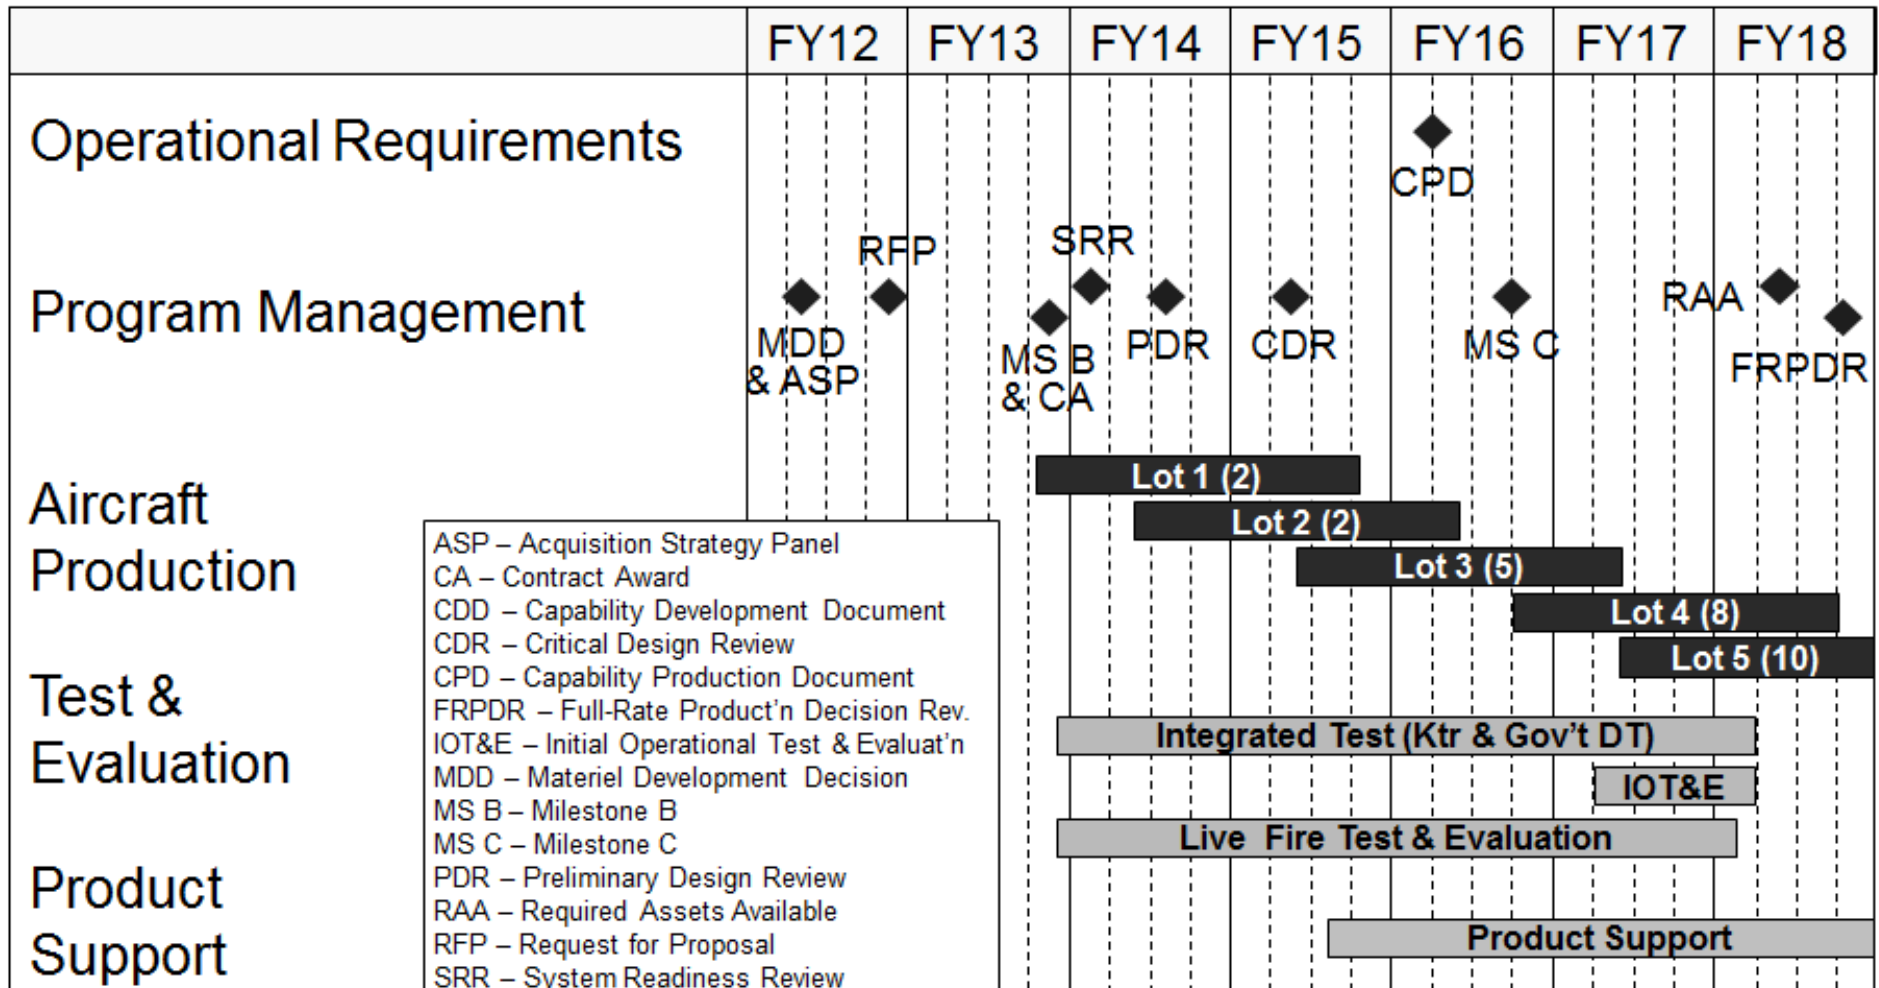 FY12 FY13 FY14 FY15 FY16 FY17 FY18
Operational Requirements
CPD
Program Management
RFP
SRR
MDD
& ASP
MS B
& CA
PDR
CDR
MS C
RAA
FRPDR
Aircraft
Production
Lot 1 (2)
Lot 2 (2)
Lot 3 (5)
Lot 4 (8)
Lot 5 (10)
Test &
Evaluation
Integrated Test (Ktr & Gov't DT)
IOT&E
Live Fire Test & Evaluation
Product
Support
Product Support
ASP – Acquisition Strategy Panel
CA – Contract Award
CDD – Capability Development Document
CDR – Critical Design Review
CPD – Capability Production Document
FRPDR – Full-Rate Product'n Decision Rev.
IOT&E – Initial Operational Test & Evaluat'n
MDD – Materiel Development Decision
MS B – Milestone B
MS C – Milestone C
PDR – Preliminary Design Review
RAA – Required Assets Available
RFP – Request for Proposal
SRR – System Readiness Review